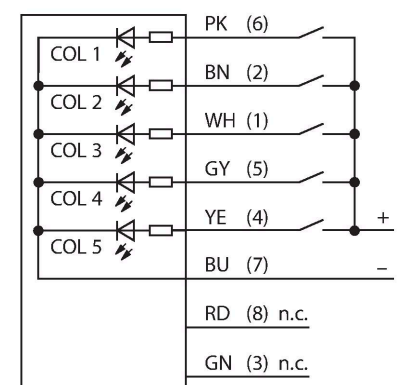 PK (6)
COL 1
BN (2)
COL 2
WH (1)
COL 3
GY (5)
COL 4
YE (4) +
COL 5
BU (7) –
RD (8) n.c.
GN (3) n.c.